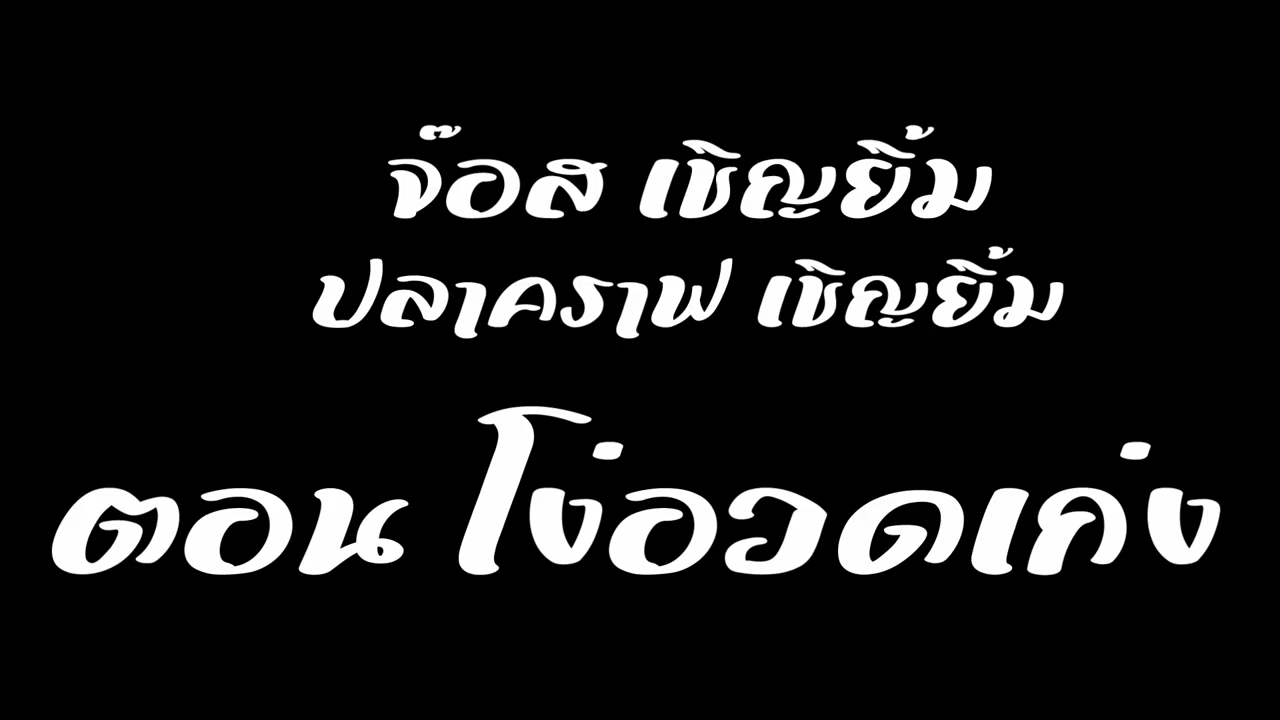 จ๊อส เชิญยิ้ม
ปลาคราฟ เชิญยิ้ม
ตอน โง่อวดเก่ง